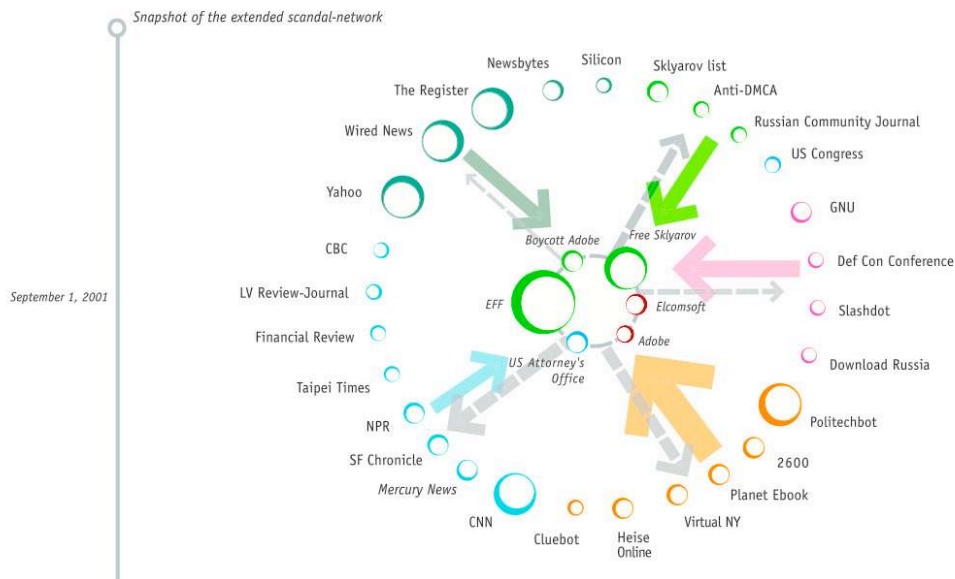 Snapshot of the extended scandal-network
Newsbytes
Silicon
Sklyarov list
The Register
Anti-DMCA
Wired News
Russian Community Journal
US Congress
Yahoo
GNU
CBC
Boycott Adobe
Free Sklyarov
Def Con Conference
September 1, 2001
LV Review-Journal
EFF
Elcomsoft
Slashdot
Financial Review
Adobe
US Attorney's
Office
Download Russia
Taipei Times
NPR
Politechbot
SF Chronicle
2600
Mercury News
Planet Ebook
CNN
Virtual NY
Cluebot
Heise
Online